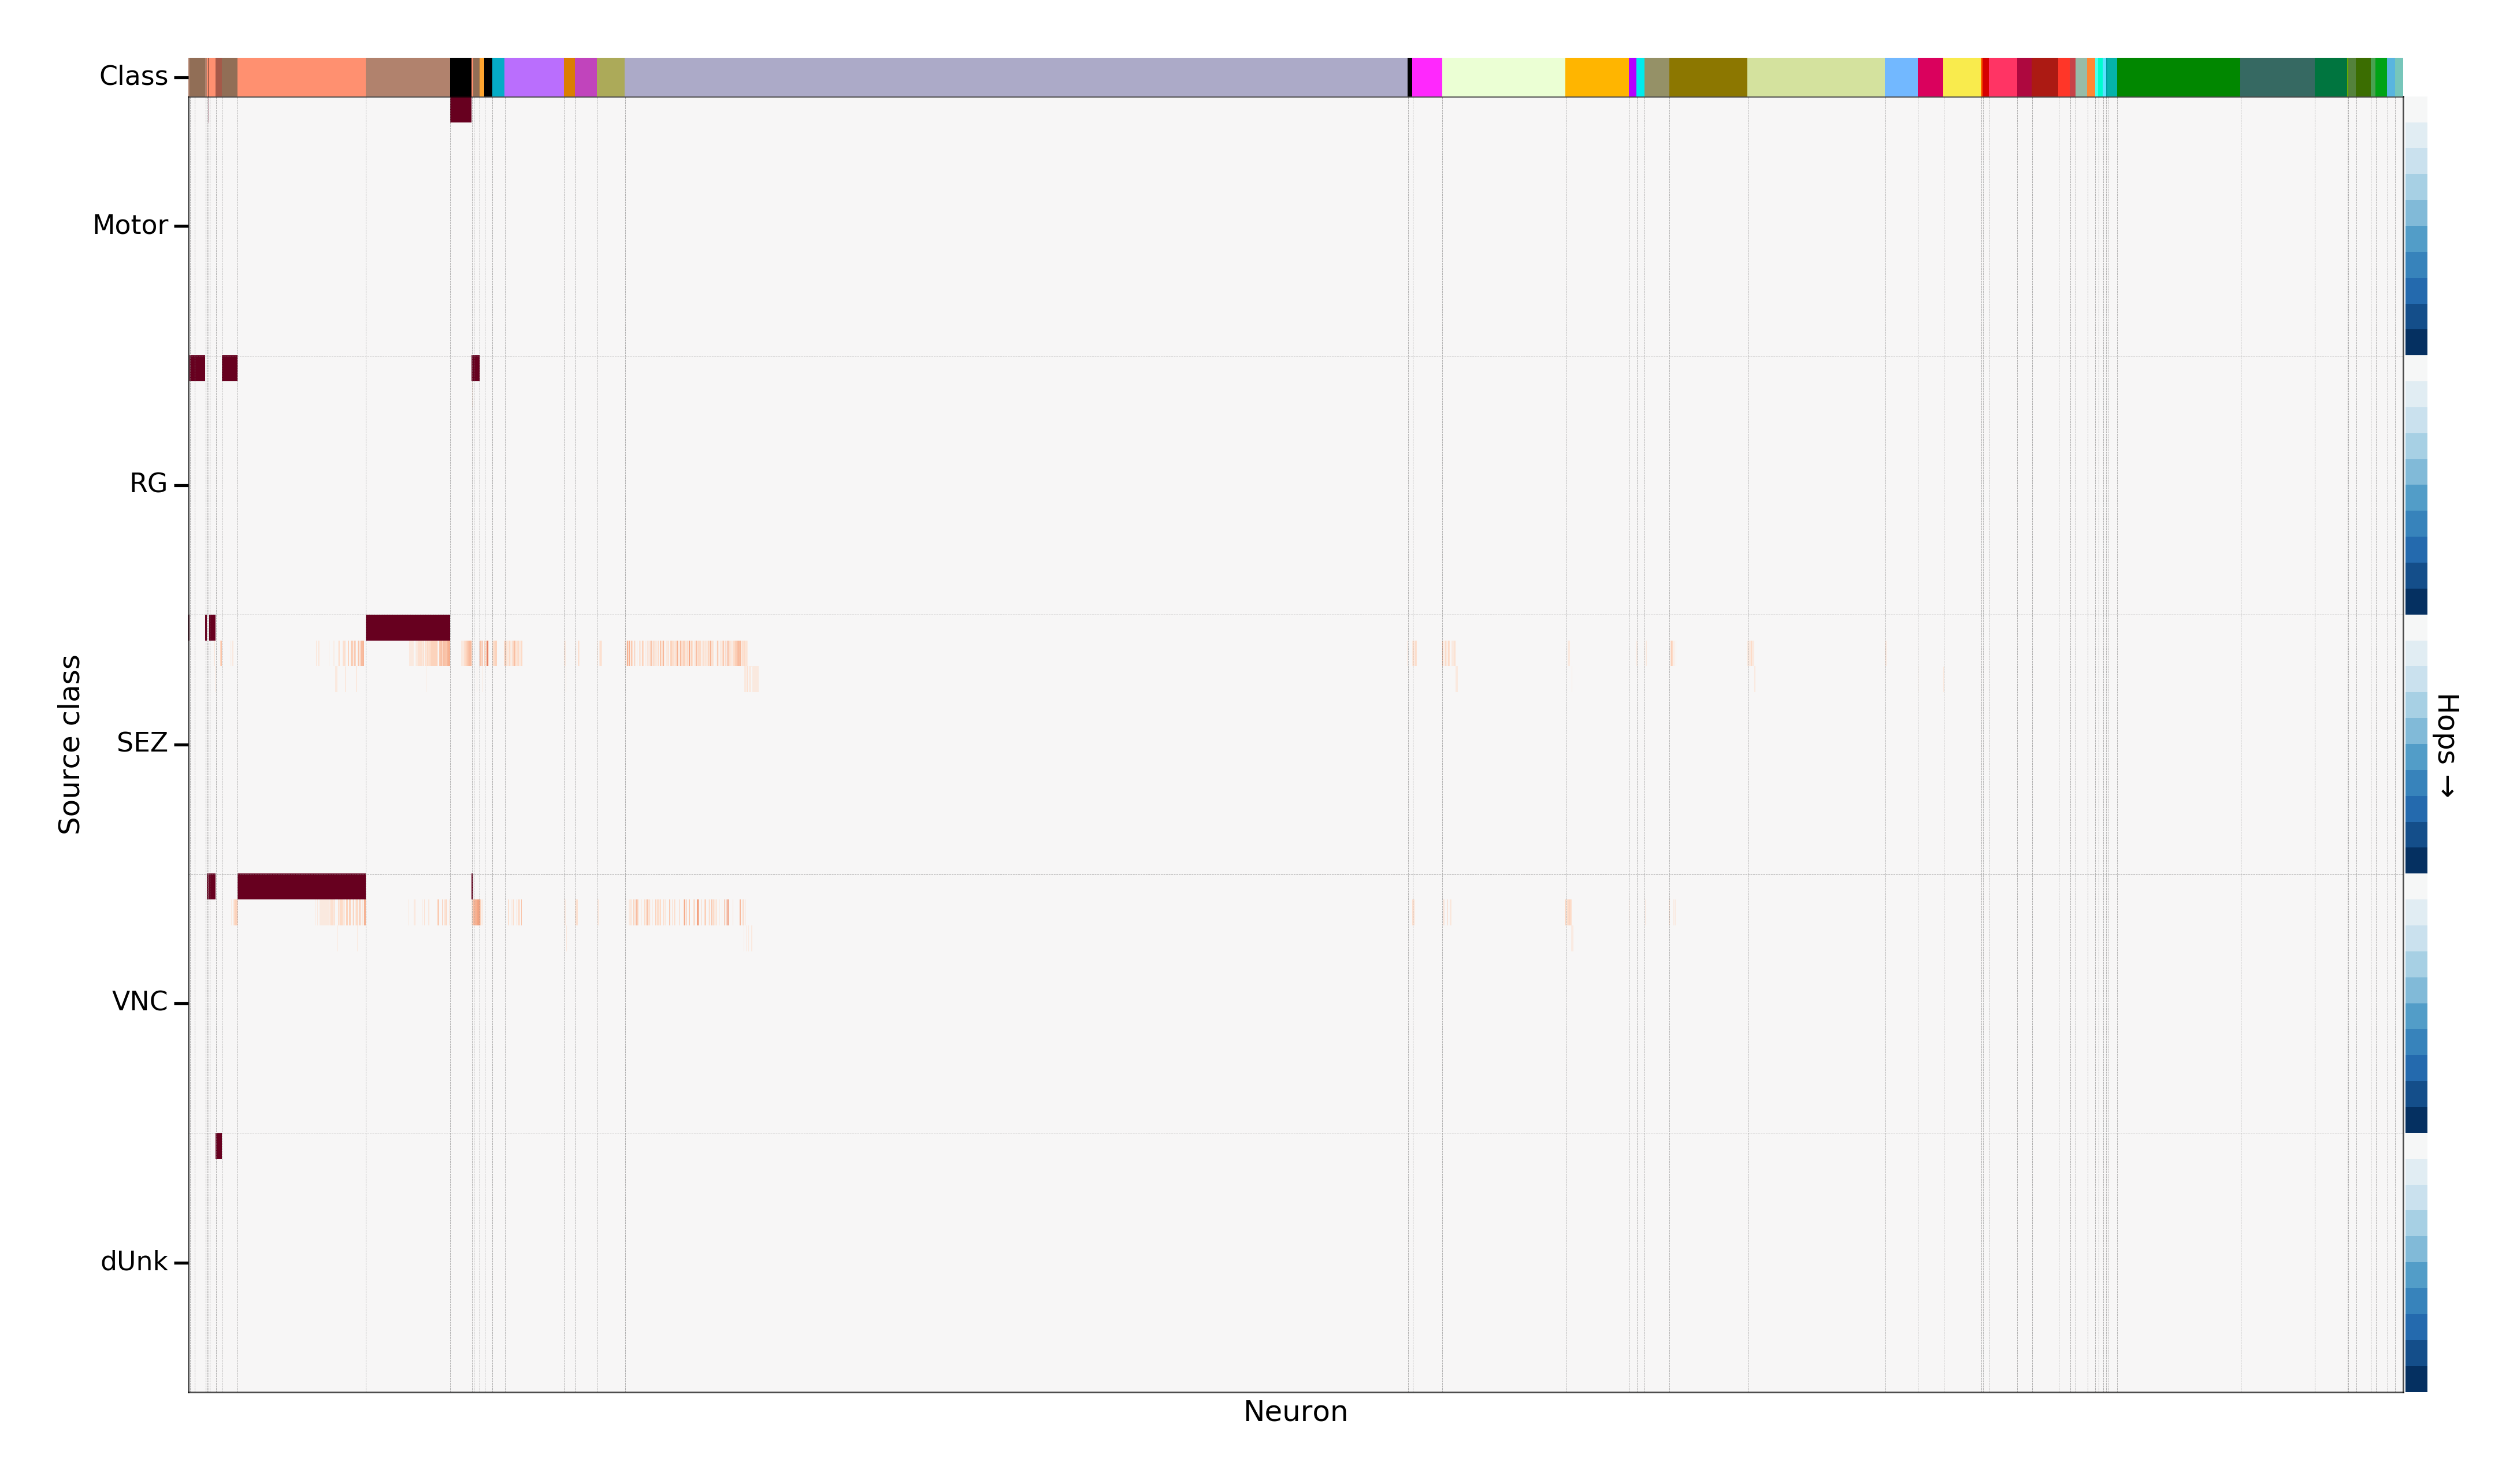 Class
Motor
RG
SEZ
VNC
dUnk
Source class
Neuron
Hops →